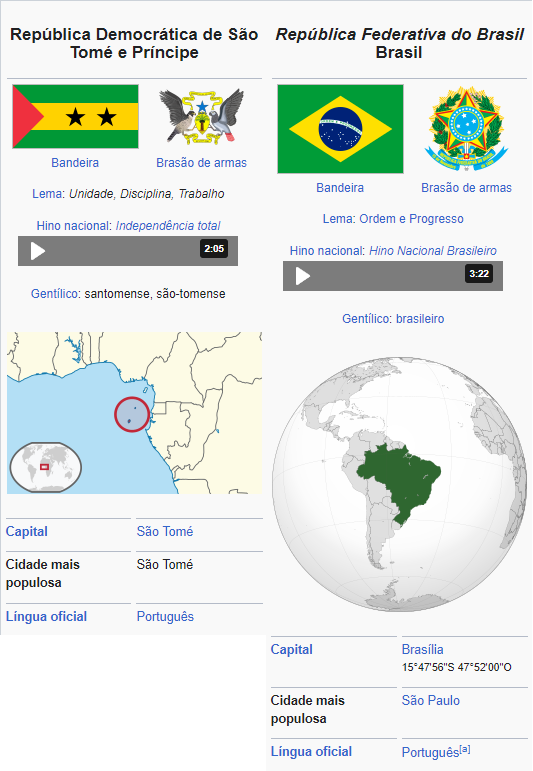 República Democrática de São
Tomé e Príncipe
Bandeira
Brasão de armas
Lema: Unidade, Disciplina, Trabalho
Hino nacional: Independência total
2:05
Gentílico: santomense, são-tomense
Capital São Tomé
Cidade mais São Tomé
populosa
Língua oficial Português
República Federativa do Brasil
Brasil
Bandeira
Brasão de armas
Lema: Ordem e Progresso
Hino nacional: Hino Nacional Brasileiro
3:22
Gentílico: brasileiro
Capital Brasília
15°47'56"S 47°52'00"O
Cidade mais São Paulo
populosa
Língua oficial Português[a]